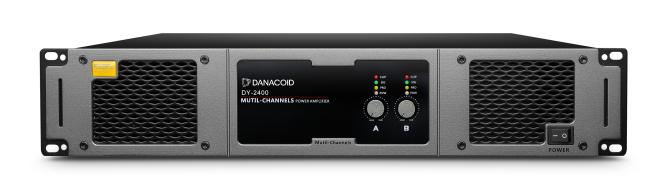 DANACOID
DY-2400
MUTIL-CHANNELS POWER AMPLIFIER
A B
Mutil-Channels
POWER